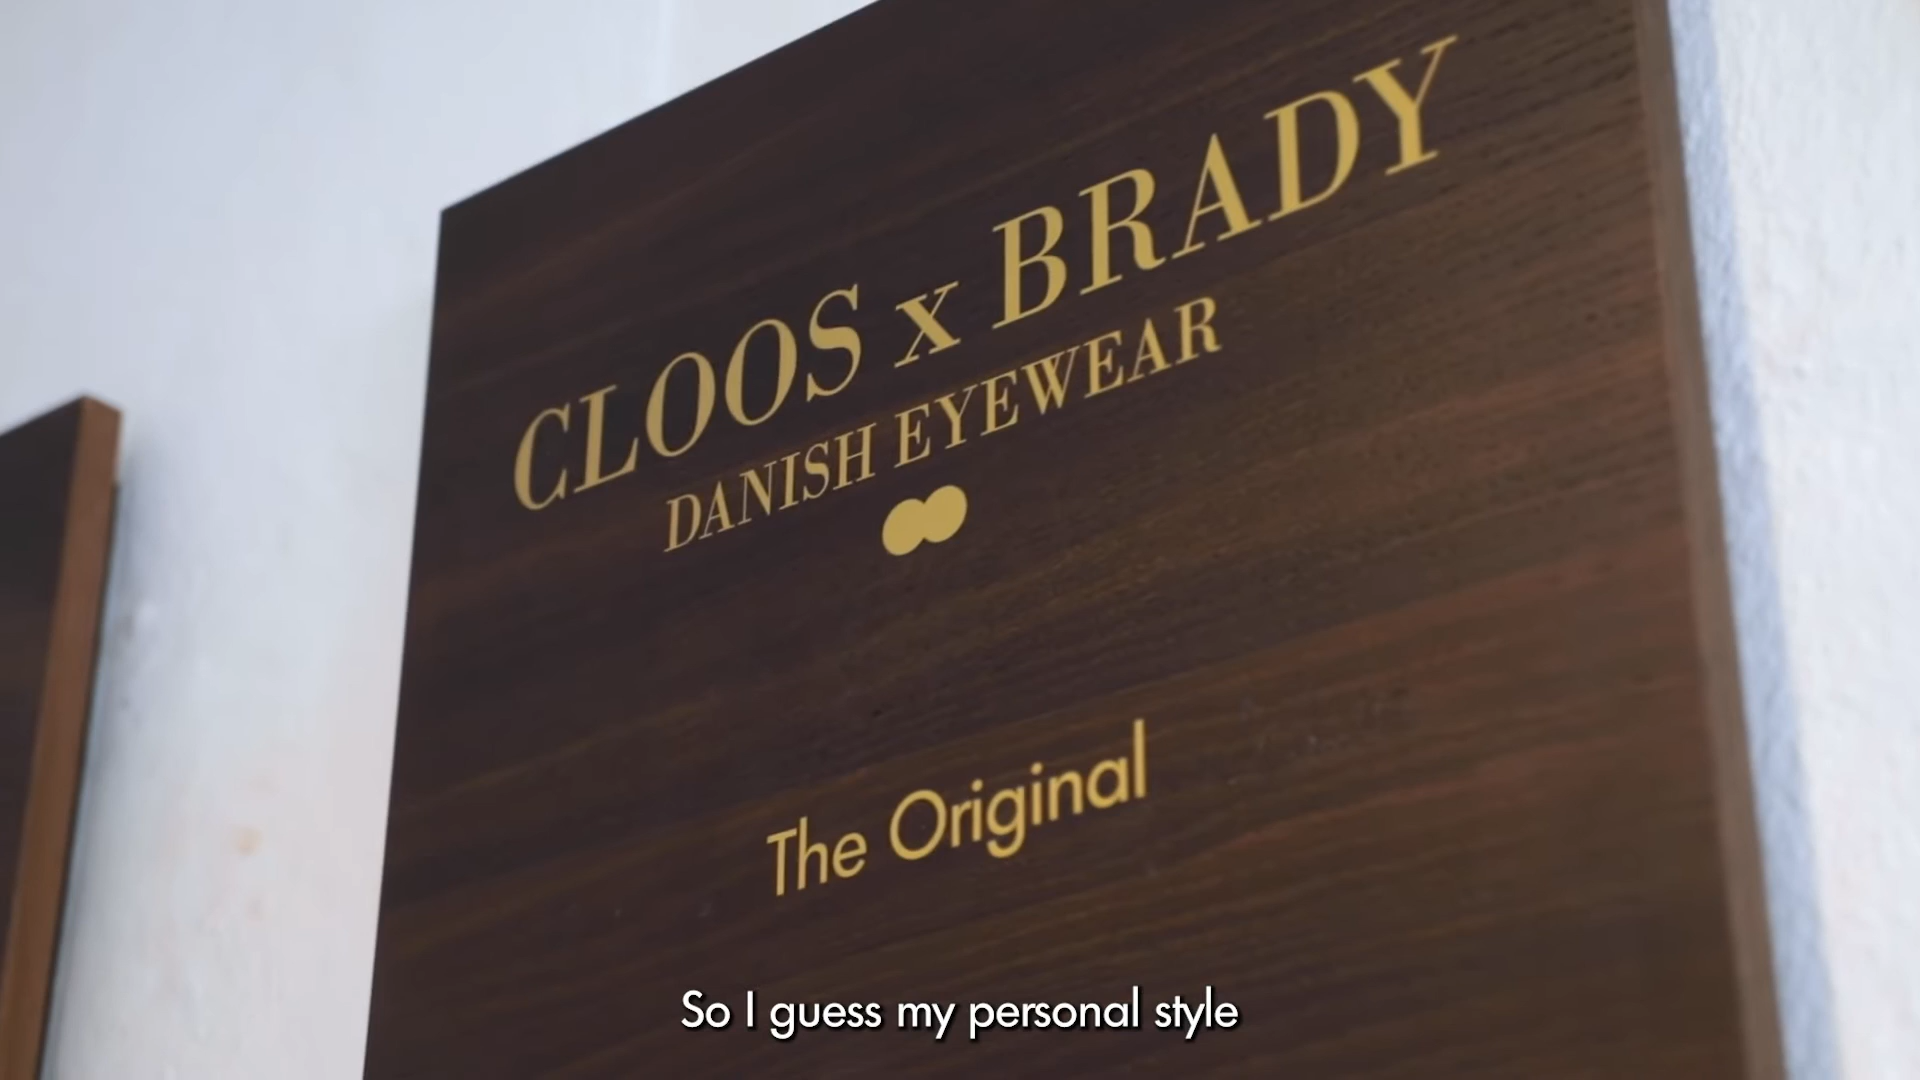 CLOOS x BRADY
DANISH EYEWEAR
The Original
So I guess my personal style